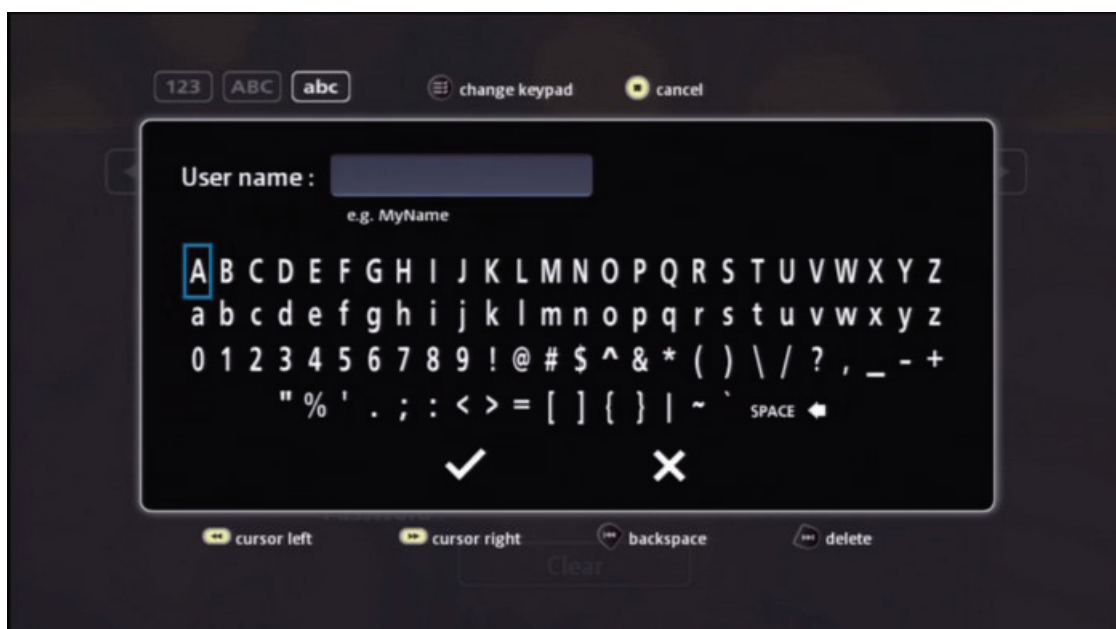 123 ABC abc change keypad cancel
User name :
e.g. MyName
A B C D E F G H I J K L M N O P Q R S T U V W X Y Z
a b c d e f g h i j k l m n o p q r s t u v w x y z
0 1 2 3 4 5 6 7 8 9 ! @ # $ ^ & * ( ) \ / ? , _ - +
" % ' . ; : < > = [ ] { } | ~ ` SPACE
cursor left cursor right backspace delete
Clear